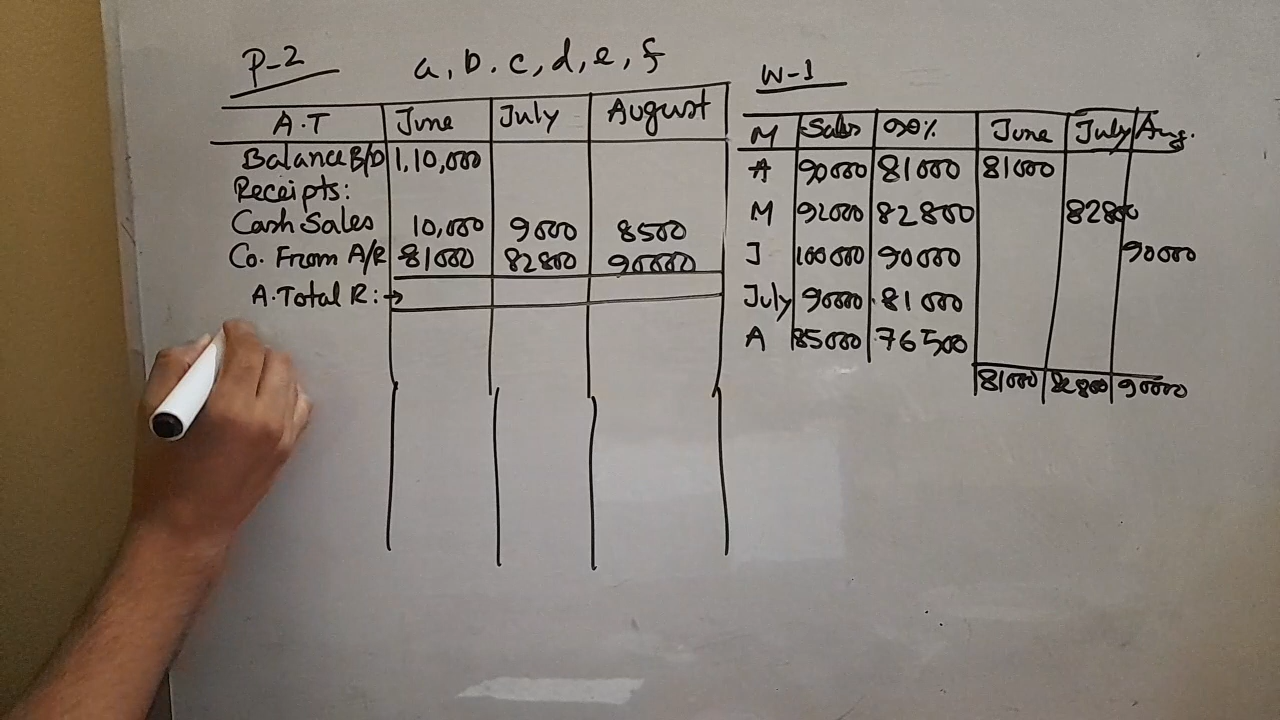 P-2 a, b. c, d, e, f
A.T June July August
Balance B/D 1,10,000
Receipts:
Cash Sales 10,000 9000 8500
Co. From A/R 81000 82800 90000
A. Total R: →
W-1
M Sales 90% June July Aug.
A 90000 81000 81000
M 92000 82800 82800
J 100000 90000 90000
July 90000 81000
A 85000 76500
81000 82800 90000